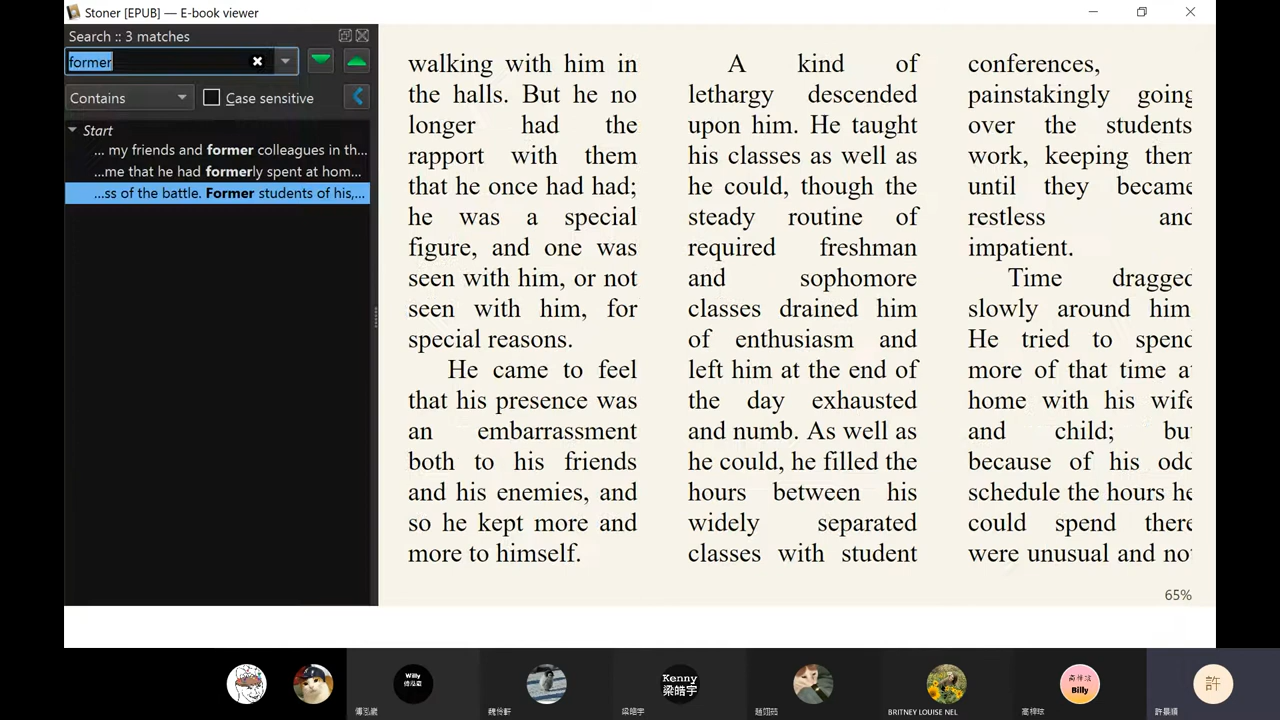 Stoner [EPUB] — E-book viewer
Search :: 3 matches
former
Contains
Case sensitive
Start
... my friends and former colleagues in th...
...me that he had formerly spent at hom...
...ss of the battle. Former students of his,...
walking with him in
the halls. But he no
longer had the
rapport with them
that he once had had;
he was a special
figure, and one was
seen with him, or not
seen with him, for
special reasons.
He came to feel
that his presence was
an embarrassment
both to his friends
and his enemies, and
so he kept more and
more to himself.
A kind of
lethargy descended
upon him. He taught
his classes as well as
he could, though the
steady routine of
required freshman
and sophomore
classes drained him
of enthusiasm and
left him at the end of
the day exhausted
and numb. As well as
he could, he filled the
hours between his
widely separated
classes with student
conferences,
painstakingly going
over the students
work, keeping them
until they became
restless and
impatient.
Time dragged
slowly around him
He tried to spend
more of that time at
home with his wife
and child; but
because of his odd
schedule the hours he
could spend there
were unusual and not
65%
Willy
傅泓崴
Kenny
梁皓宇
梁皓宇
BRITNEY LOUISE NEL
Billy
許